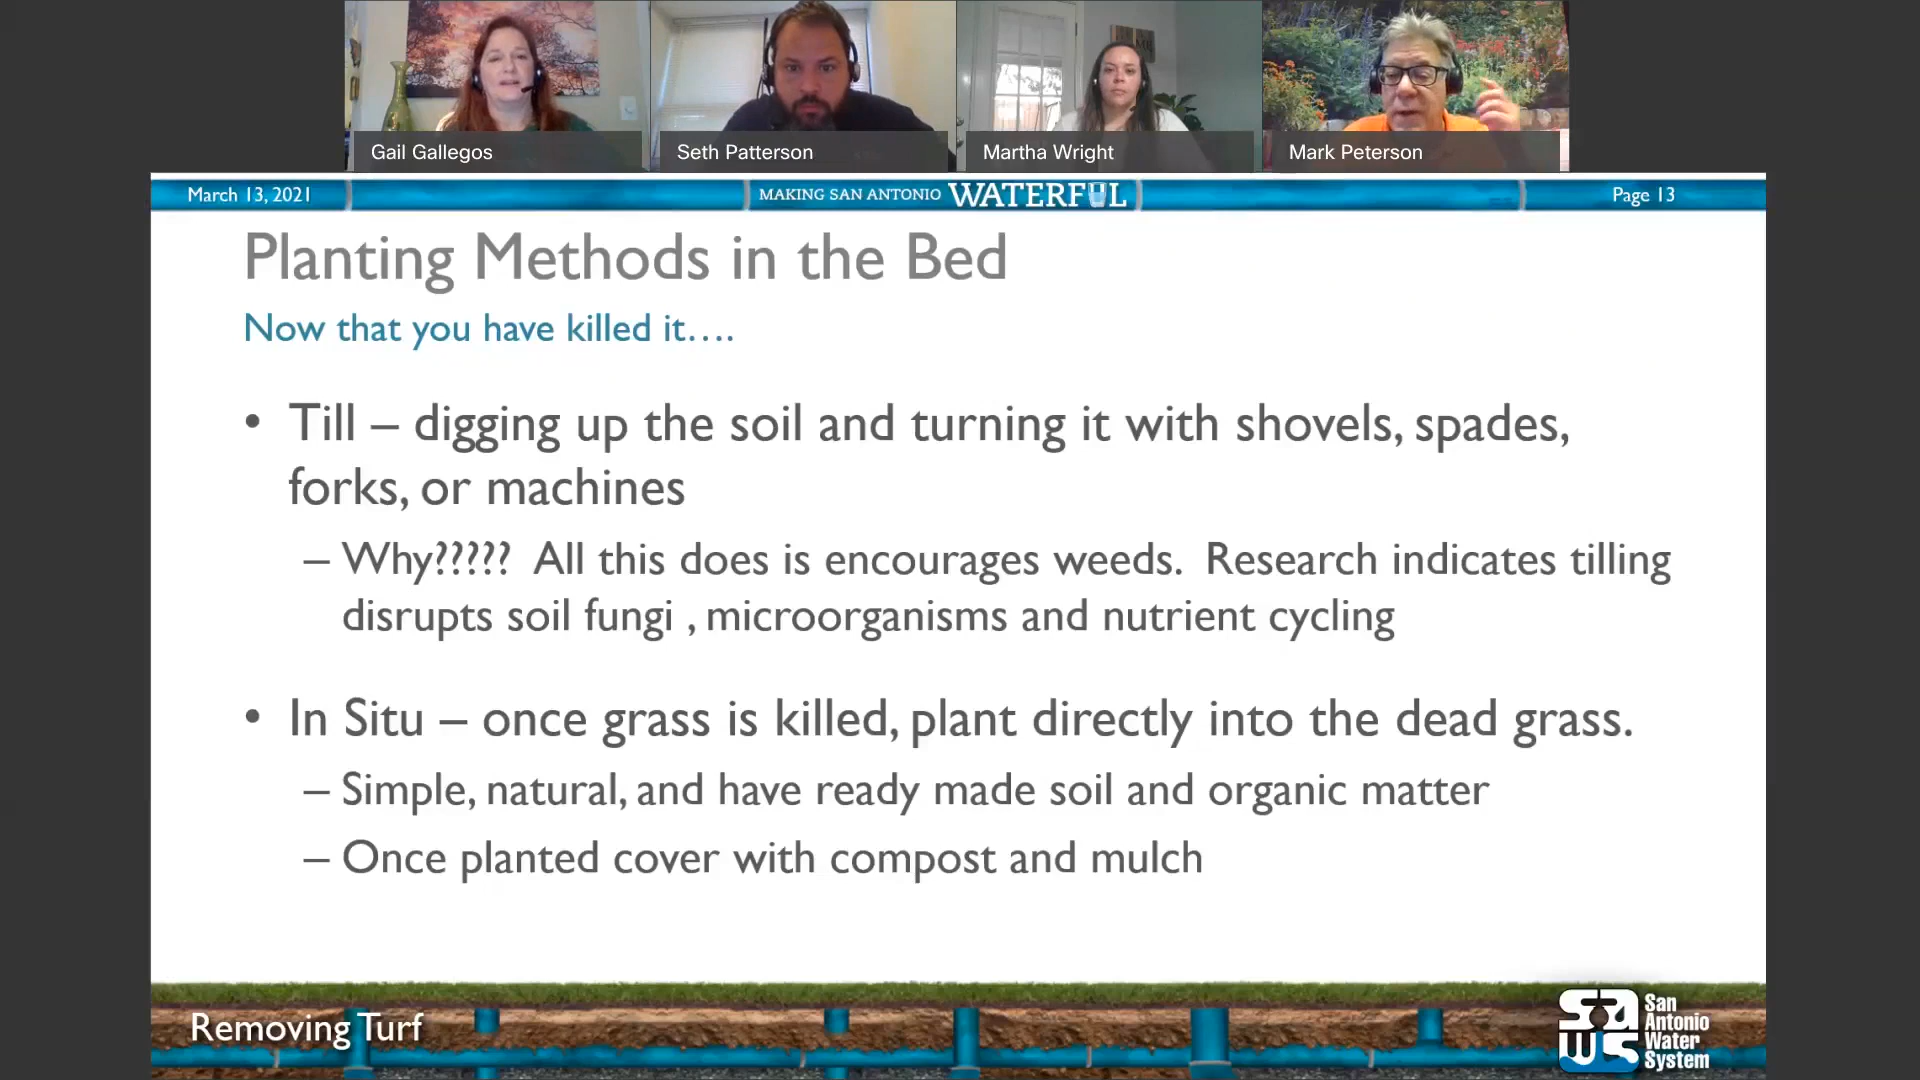 Gail Gallegos
Seth Patterson
Martha Wright
Mark Peterson
March 13, 2021
MAKING SAN ANTONIO WATERFUL
Page 13
Planting Methods in the Bed
Now that you have killed it....
• Till – digging up the soil and turning it with shovels, spades,
forks, or machines
– Why????? All this does is encourages weeds. Research indicates tilling
disrupts soil fungi , microorganisms and nutrient cycling
• In Situ – once grass is killed, plant directly into the dead grass.
– Simple, natural, and have ready made soil and organic matter
– Once planted cover with compost and mulch
Removing Turf
saws
San
Antonio
Water
System